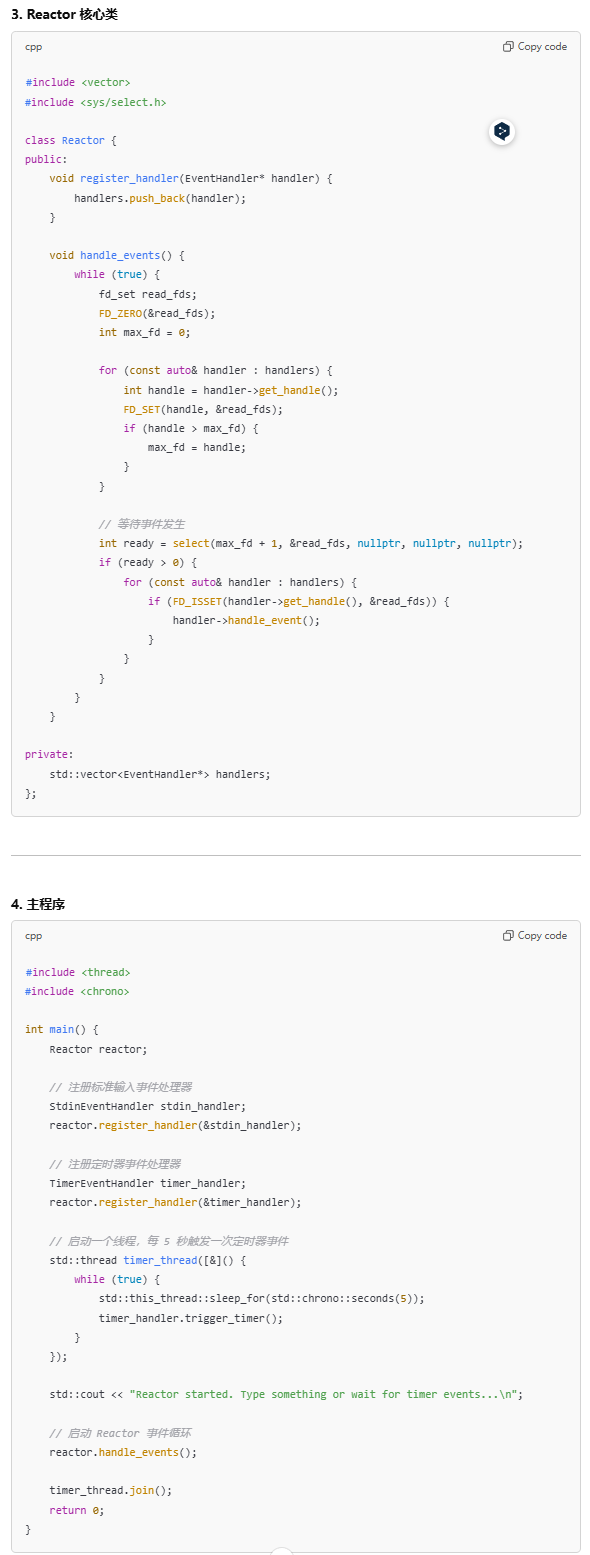 3. Reactor 核心类
cpp
Copy code
#include <vector>
#include <sys/select.h>

class Reactor {
public:
    void register_handler(EventHandler* handler) {
        handlers.push_back(handler);
    }

    void handle_events() {
        while (true) {
            fd_set read_fds;
            FD_ZERO(&read_fds);
            int max_fd = 0;

            for (const auto& handler : handlers) {
                int handle = handler->get_handle();
                FD_SET(handle, &read_fds);
                if (handle > max_fd) {
                    max_fd = handle;
                }
            }

            // 等待事件发生
            int ready = select(max_fd + 1, &read_fds, nullptr, nullptr, nullptr);
            if (ready > 0) {
                for (const auto& handler : handlers) {
                    if (FD_ISSET(handler->get_handle(), &read_fds)) {
                        handler->handle_event();
                    }
                }
            }
        }
    }

private:
    std::vector<EventHandler*> handlers;
};
4. 主程序
cpp
Copy code
#include <thread>
#include <chrono>

int main() {
    Reactor reactor;

    // 注册标准输入事件处理器
    StdinEventHandler stdin_handler;
    reactor.register_handler(&stdin_handler);

    // 注册定时器事件处理器
    TimerEventHandler timer_handler;
    reactor.register_handler(&timer_handler);

    // 启动一个线程，每 5 秒触发一次定时器事件
    std::thread timer_thread([&]() {
        while (true) {
            std::this_thread::sleep_for(std::chrono::seconds(5));
            timer_handler.trigger_timer();
        }
    });

    std::cout << "Reactor started. Type something or wait for timer events...\n";

    // 启动 Reactor 事件循环
    reactor.handle_events();

    timer_thread.join();
    return 0;
}